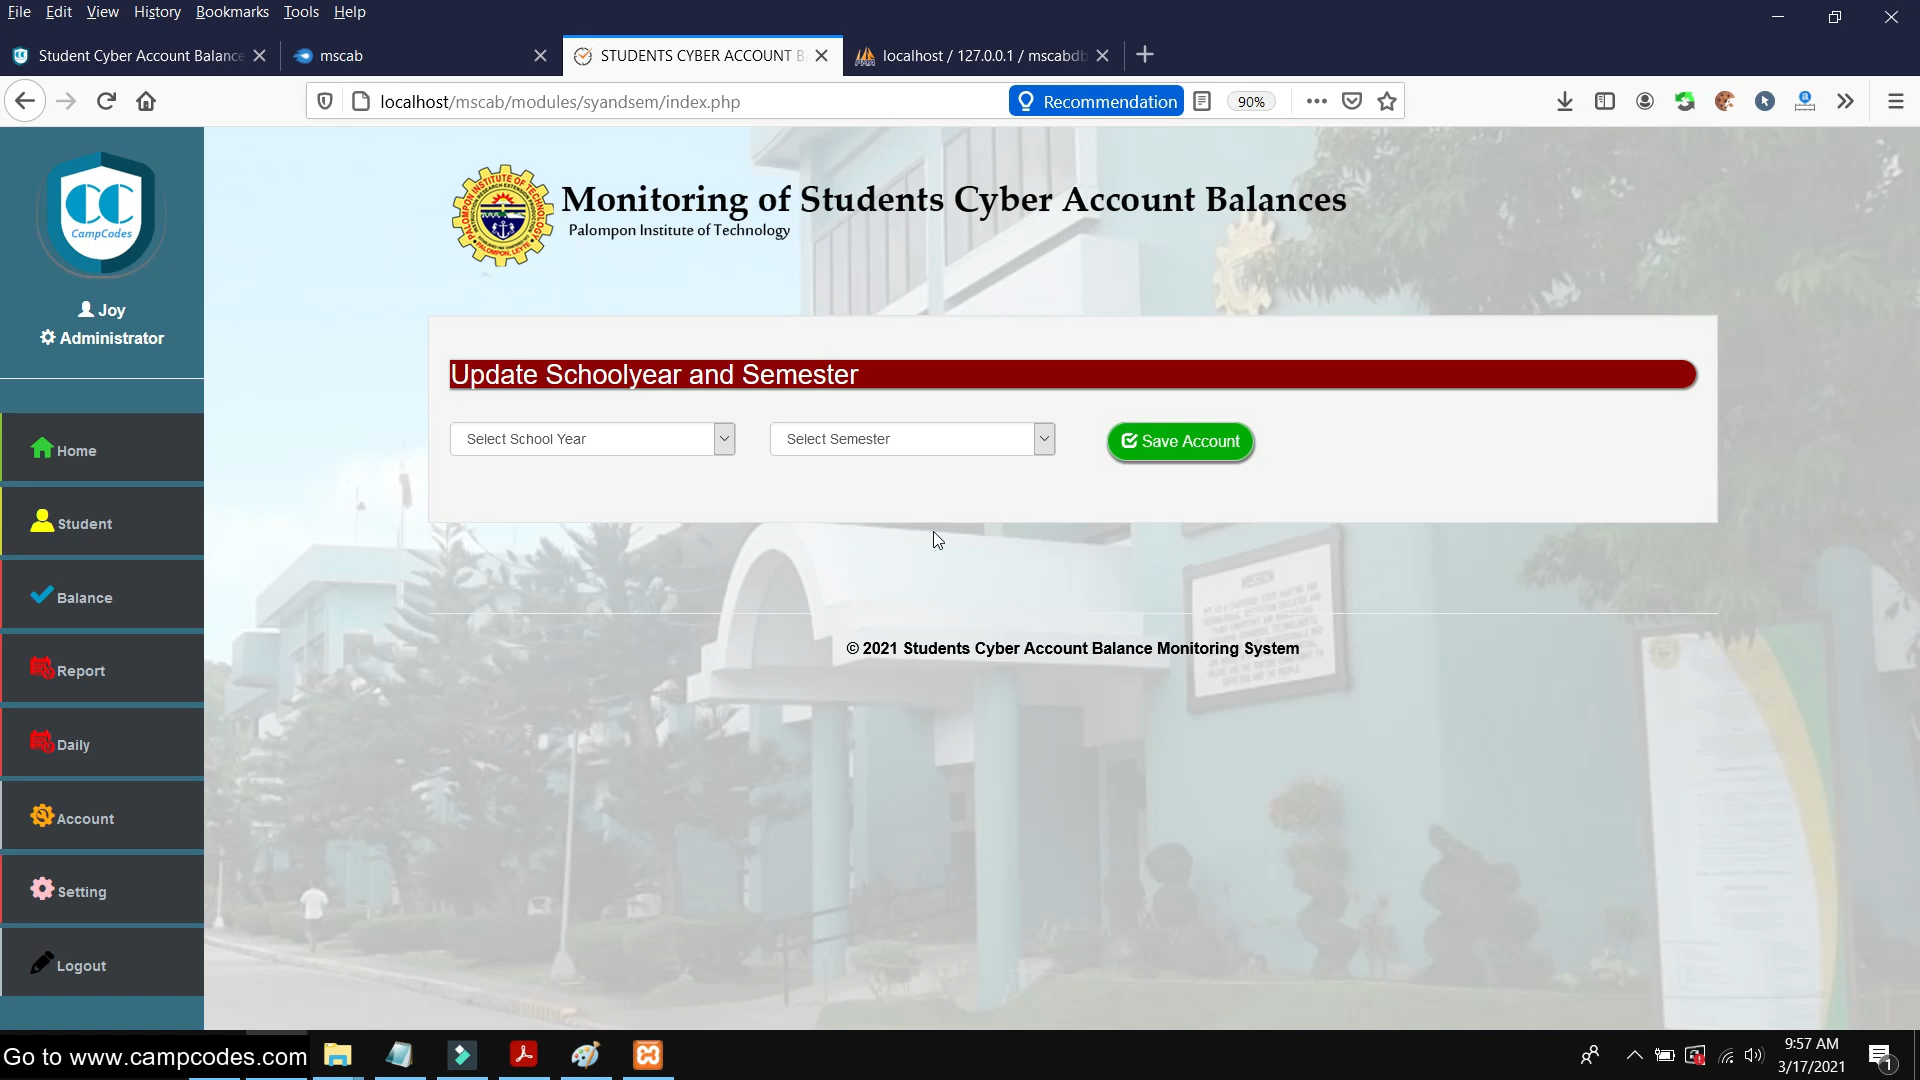 File Edit View History Bookmarks Tools Help
Student Cyber Account Balance
mscab
STUDENTS CYBER ACCOUNT B
localhost / 127.0.0.1 / mscabdb
localhost/mscab/modules/syandsem/index.php
Recommendation
90%
CampCodes
Joy
Administrator
Home
Student
Balance
Report
Daily
Account
Setting
Logout
Monitoring of Students Cyber Account Balances
Palompon Institute of Technology
Update Schoolyear and Semester
Select School Year
Select Semester
Save Account
© 2021 Students Cyber Account Balance Monitoring System
MISSION
Go to www.campcodes.com
9:57 AM
3/17/2021
1